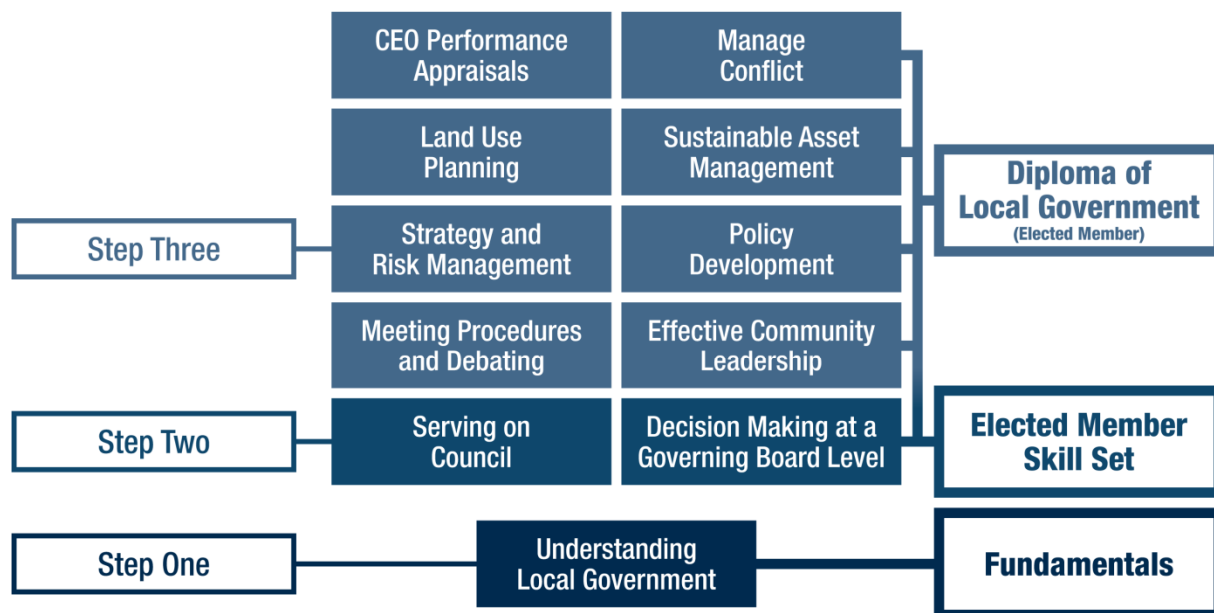 CEO Performance
Appraisals
Manage
Conflict
Land Use
Planning
Sustainable Asset
Management
Diploma of
Local Government
(Elected Member)
Step Three
Strategy and
Risk Management
Policy
Development
Meeting Procedures
and Debating
Effective Community
Leadership
Step Two
Serving on
Council
Decision Making at a
Governing Board Level
Elected Member
Skill Set
Step One
Understanding
Local Government
Fundamentals